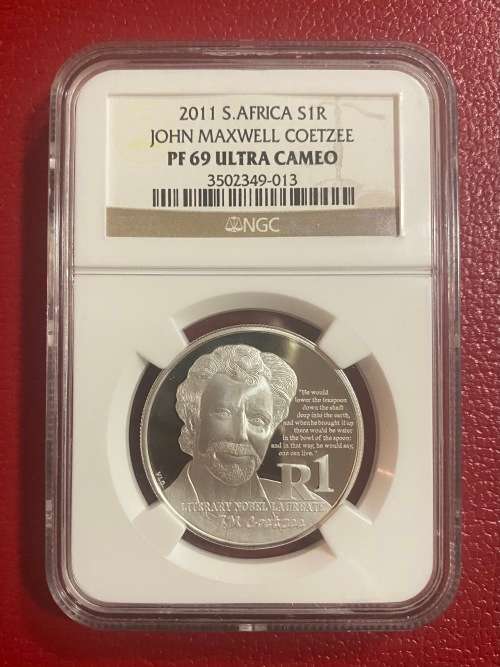 2011 S.AFRICA S1R
JOHN MAXWELL COETZEE
PF 69 ULTRA CAMEO
3502349-013
NGC
"He would
lower the teaspoon
down the shaft
deep into the earth,
and when he brought it up
there would be water
in the bowl of the spoon;
and in that way, he would say,
one can live."
R1
LITERARY NOBEL LAUREATE
JM Coetzee